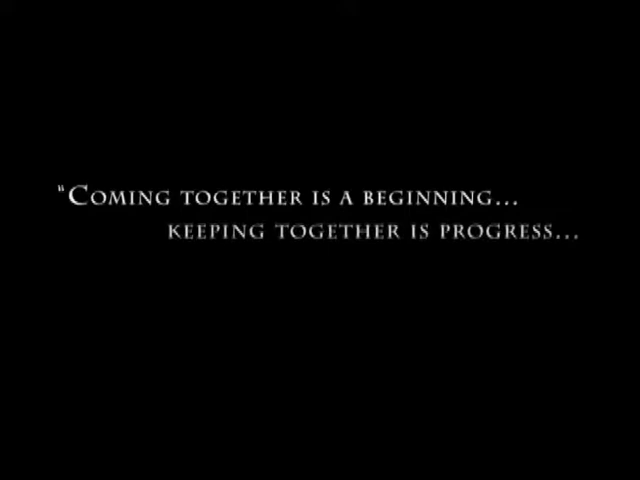 “Coming together is a beginning...
keeping together is progress...